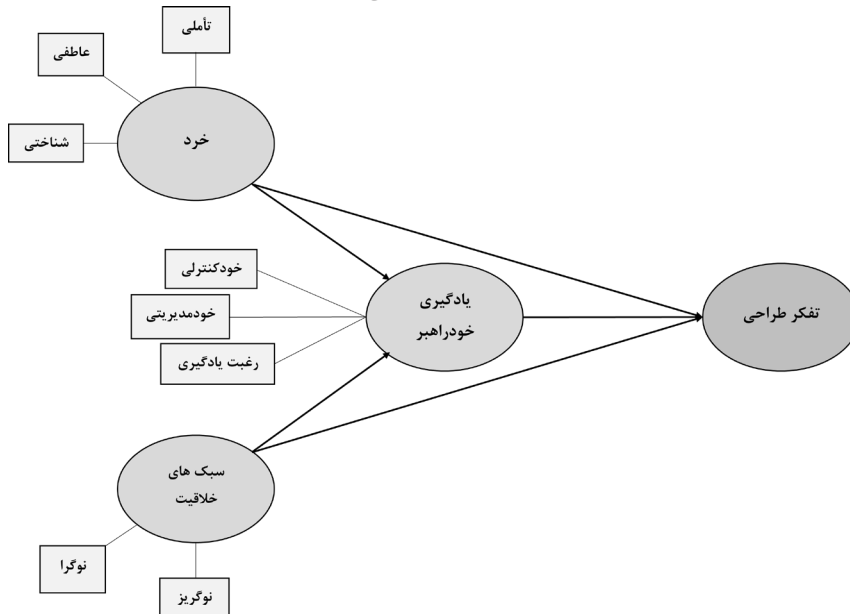 تأملی
عاطفی
شناختی
خرد
خودکنترلی
خودمدیریتی
رغبت یادگیری
یادگیری
خودراهبر
تفکر طراحی
سبک های
خلاقیت
نوگرا
نوگریز